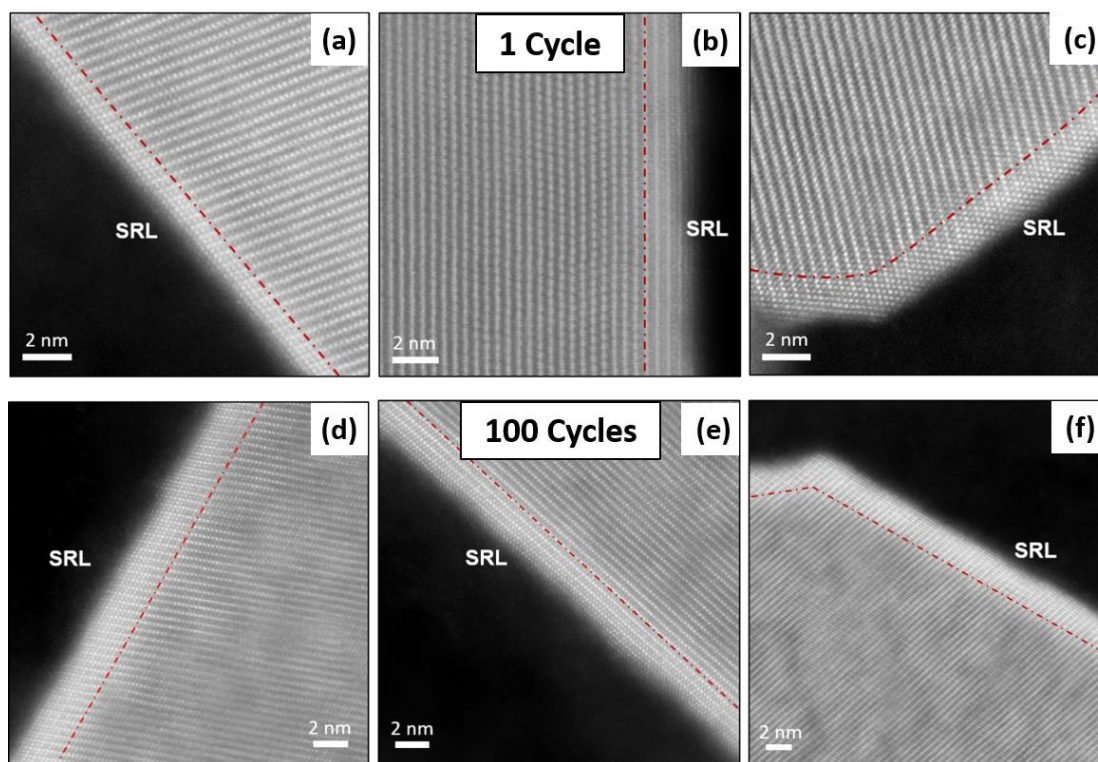 (a)
1 Cycle
(b)
(c)
SRL
SRL
SRL
2 nm
2 nm
2 nm
(d)
100 Cycles
(e)
(f)
SRL
SRL
SRL
2 nm
2 nm
2 nm